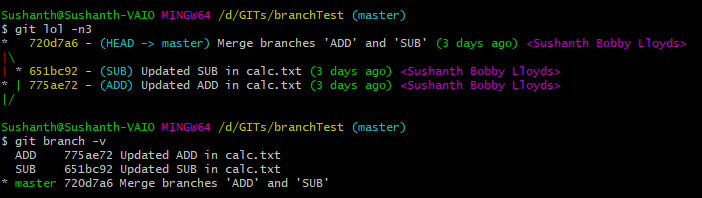 Sushanth@Sushanth-VAIO MINGW64 /d/GITs/branchTest (master)
$ git lol -n3
*   720d7a6 - (HEAD -> master) Merge branches 'ADD' and 'SUB' (3 days ago) <Sushanth Bobby Lloyds>
|\
| * 651bc92 - (SUB) Updated SUB in calc.txt (3 days ago) <Sushanth Bobby Lloyds>
* | 775ae72 - (ADD) Updated ADD in calc.txt (3 days ago) <Sushanth Bobby Lloyds>
|/
Sushanth@Sushanth-VAIO MINGW64 /d/GITs/branchTest (master)
$ git branch -v
  ADD    775ae72 Updated ADD in calc.txt
  SUB    651bc92 Updated SUB in calc.txt
* master 720d7a6 Merge branches 'ADD' and 'SUB'